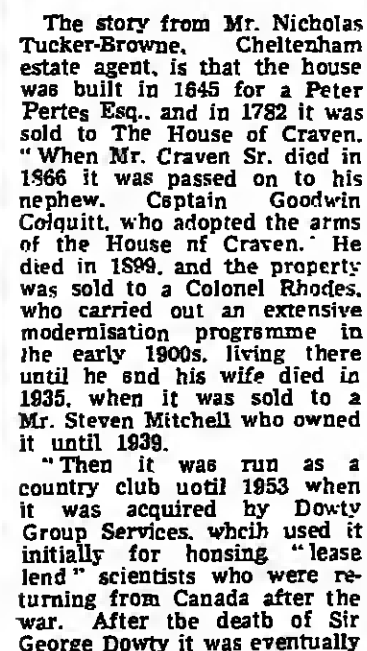 The story from Mr. Nicholas
Tucker-Browne, Cheltenham
estate agent, is that the house
was built in 1645 for a Peter
Pertes Esq., and in 1782 it was
sold to The House of Craven.
"When Mr. Craven Sr. died in
1866 it was passed on to his
nephew, Captain Goodwin
Colquitt, who adopted the arms
of the House of Craven." He
died in 1899, and the property
was sold to a Colonel Rhodes,
who carried out an extensive
modernisation programme in
the early 1900s, living there
until he and his wife died in
1935, when it was sold to a
Mr. Steven Mitchell who owned
it until 1939.
"Then it was run as a
country club until 1953 when
it was acquired by Dowty
Group Services, whcih used it
initially for housing "lease
lend" scientists who were re-
turning from Canada after the
war. After the death of Sir
George Dowty it was eventually